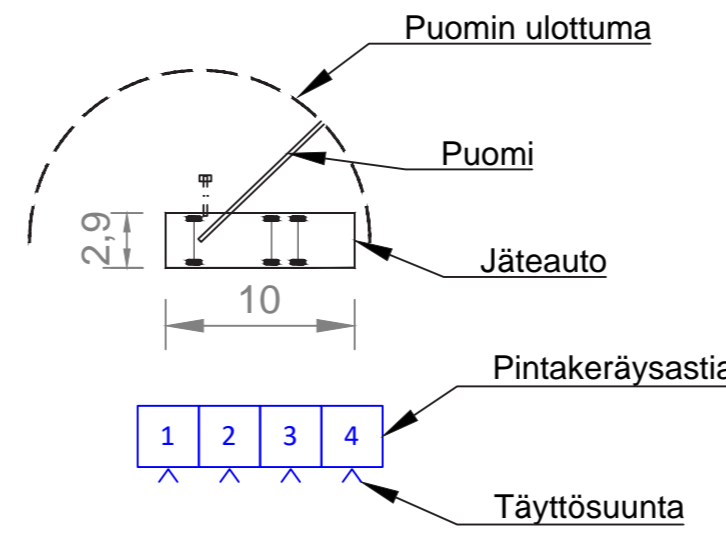 Puomin ulottuma
Puomi
2,9
Jäteauto
10
Pintakeräysastia
1 2 3 4
Täyttösuunta